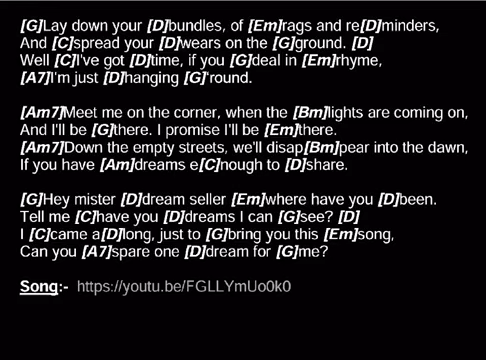 [G]Lay down your [D]bundles, of [Em]rags and re[D]minders,
And [C]spread your [D]wears on the [G]ground. [D]
Well [C]I've got [D]time, if you [G]deal in [Em]rhyme,
[A7]I'm just [D]hanging [G]'round.
[Am7]Meet me on the corner, when the [Bm]lights are coming on,
And I'll be [G]there. I promise I'll be [Em]there.
[Am7]Down the empty streets, we'll disap[Bm]pear into the dawn,
If you have [Am]dreams e[C]nough to [D]share.
[G]Hey mister [D]dream seller [Em]where have you [D]been.
Tell me [C]have you [D]dreams I can [G]see? [D]
I [C]came a[D]long, just to [G]bring you this [Em]song,
Can you [A7]spare one [D]dream for [G]me?
Song:- https://youtu.be/FGLLYmUo0k0